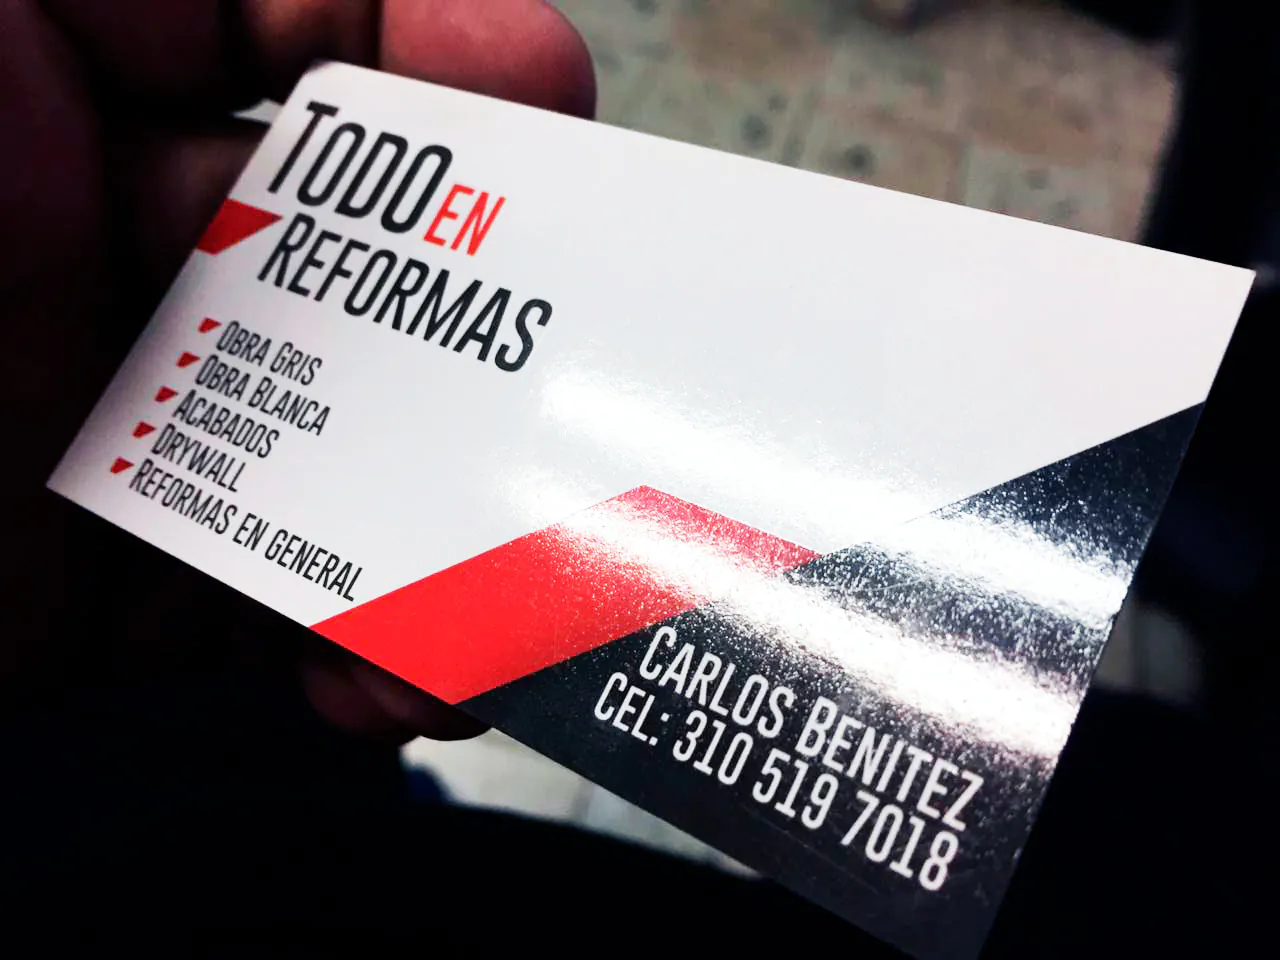 TODO EN
REFORMAS
OBRA GRIS
OBRA BLANCA
ACABADOS
DRYWALL
REFORMAS EN GENERAL
CARLOS BENITEZ
CEL: 310 519 7018